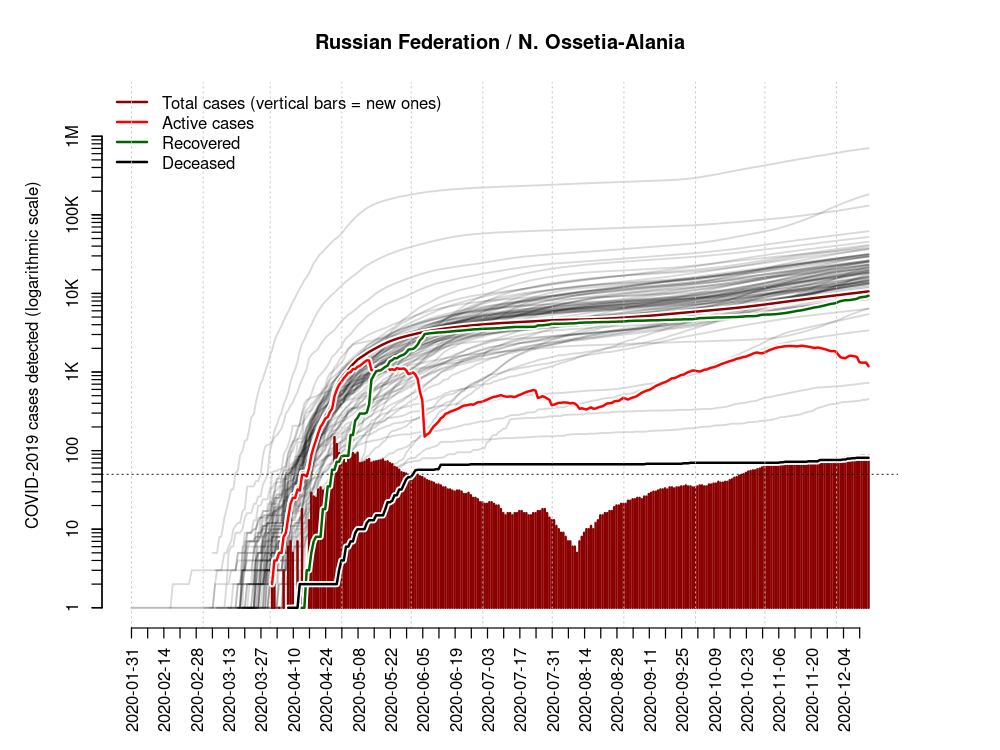 Russian Federation / N. Ossetia-Alania
Total cases (vertical bars = new ones)
Active cases
Recovered
Deceased
COVID-2019 cases detected (logarithmic scale)
1M
100K
10K
1K
100
10
1
2020-01-31
2020-02-14
2020-02-28
2020-03-13
2020-03-27
2020-04-10
2020-04-24
2020-05-08
2020-05-22
2020-06-05
2020-06-19
2020-07-03
2020-07-17
2020-07-31
2020-08-14
2020-08-28
2020-09-11
2020-09-25
2020-10-09
2020-10-23
2020-11-06
2020-11-20
2020-12-04